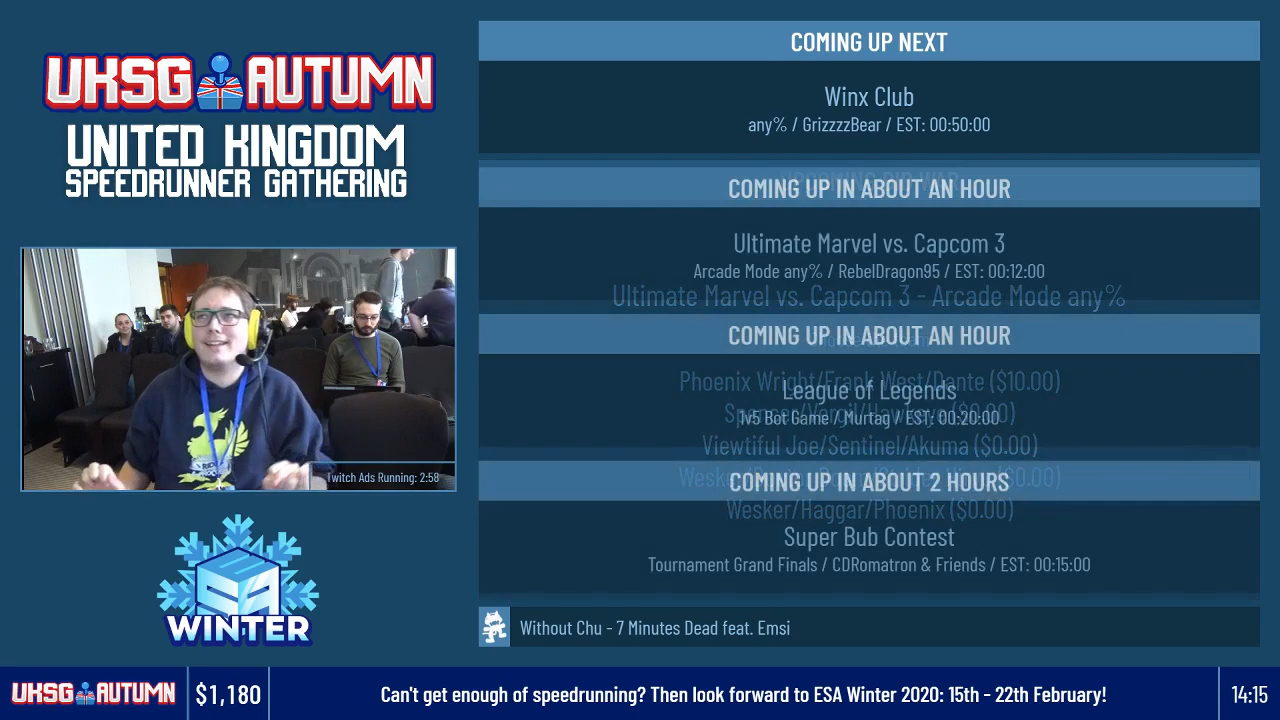 UKSG AUTUMN
UNITED KINGDOM
SPEEDRUNNER GATHERING
Twitch Ads Running: 2:58
ESA
WINTER
COMING UP NEXT
Winx Club
any% / GrizzzzBear / EST: 00:50:00
COMING UP IN ABOUT AN HOUR
Ultimate Marvel vs. Capcom 3
Arcade Mode any% / RebelDragon95 / EST: 00:12:00
Ultimate Marvel vs. Capcom 3 - Arcade Mode any%
COMING UP IN ABOUT AN HOUR
Phoenix Wright/Frank West/Dante ($10.00)
League of Legends
1v5 Bot Game / Murtag / EST: 00:20:00
Viewtiful Joe/Sentinel/Akuma ($0.00)
COMING UP IN ABOUT 2 HOURS
Wesker/Haggar/Phoenix ($0.00)
Super Bub Contest
Tournament Grand Finals / CDRomatron & Friends / EST: 00:15:00
Without Chu - 7 Minutes Dead feat. Emsi
UKSG AUTUMN
$1,180
Can't get enough of speedrunning? Then look forward to ESA Winter 2020: 15th - 22th February!
14:15